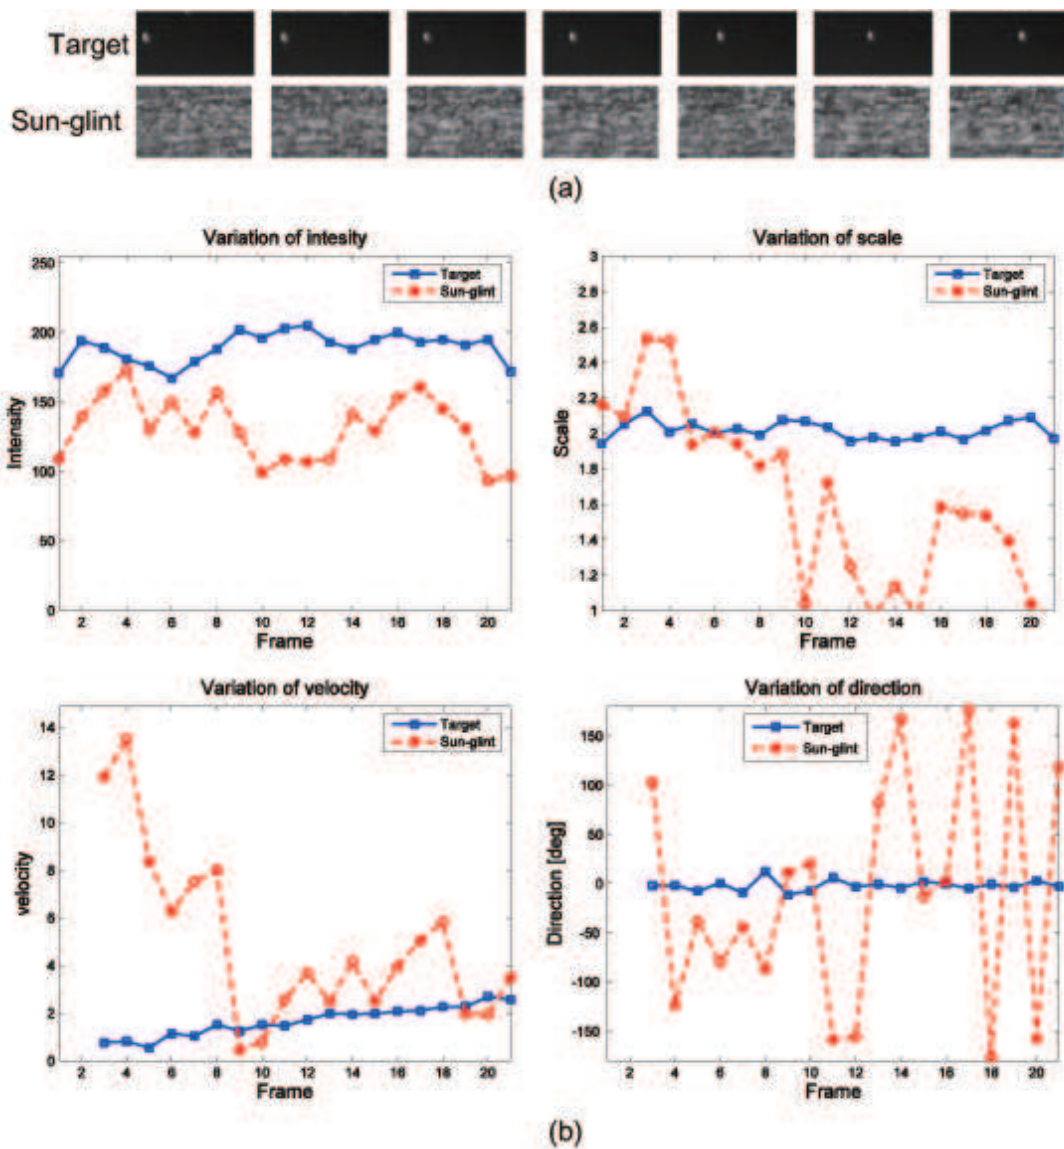 Target
Sun-glint
(a)
Variation of intesity
Target
Sun-glint
250
200
150
100
50
0
Intensity
2 4 6 8 10 12 14 16 18 20
Frame
Variation of scale
Target
Sun-glint
3
2.8
2.6
2.4
2.2
2
1.8
1.6
1.4
1.2
1
Scale
2 4 6 8 10 12 14 16 18 20
Frame
Variation of velocity
Target
Sun-glint
14
12
10
8
6
4
2
0
velocity
2 4 6 8 10 12 14 16 18 20
Frame
Variation of direction
Target
Sun-glint
150
100
50
0
-50
-100
-150
Direction [deg]
2 4 6 8 10 12 14 16 18 20
Frame
(b)